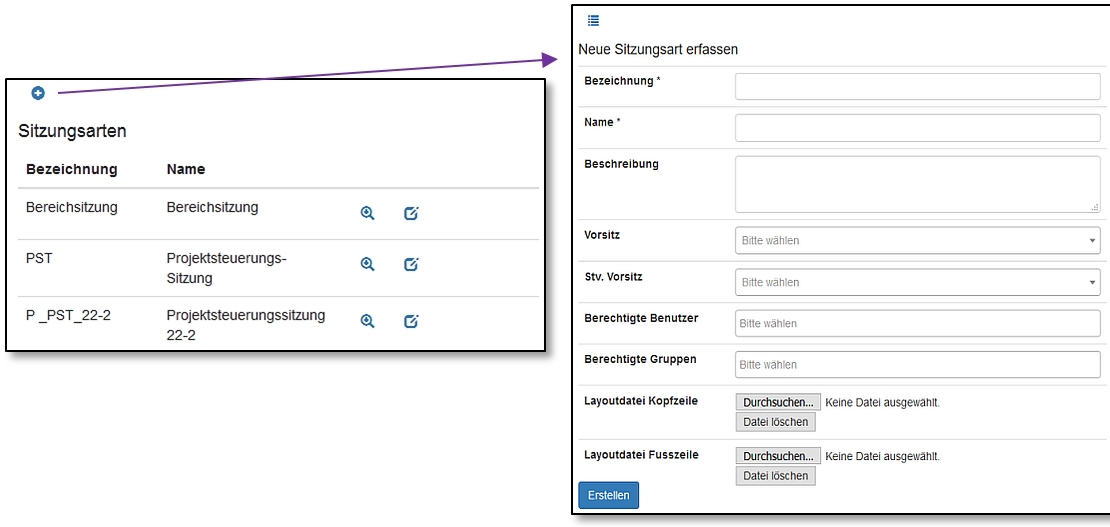 Sitzungsarten
Bezeichnung Name
Bereichsitzung Bereichsitzung
PST Projektsteuerungs-
Sitzung
P _PST_22-2 Projektsteuerungssitzung
22-2
Neue Sitzungsart erfassen
Bezeichnung *
Name *
Beschreibung
Vorsitz Bitte wählen
Stv. Vorsitz Bitte wählen
Berechtigte Benutzer Bitte wählen
Berechtigte Gruppen Bitte wählen
Layoutdatei Kopfzeile Durchsuchen... Keine Datei ausgewählt.
Datei löschen
Layoutdatei Fusszeile Durchsuchen... Keine Datei ausgewählt.
Datei löschen
Erstellen